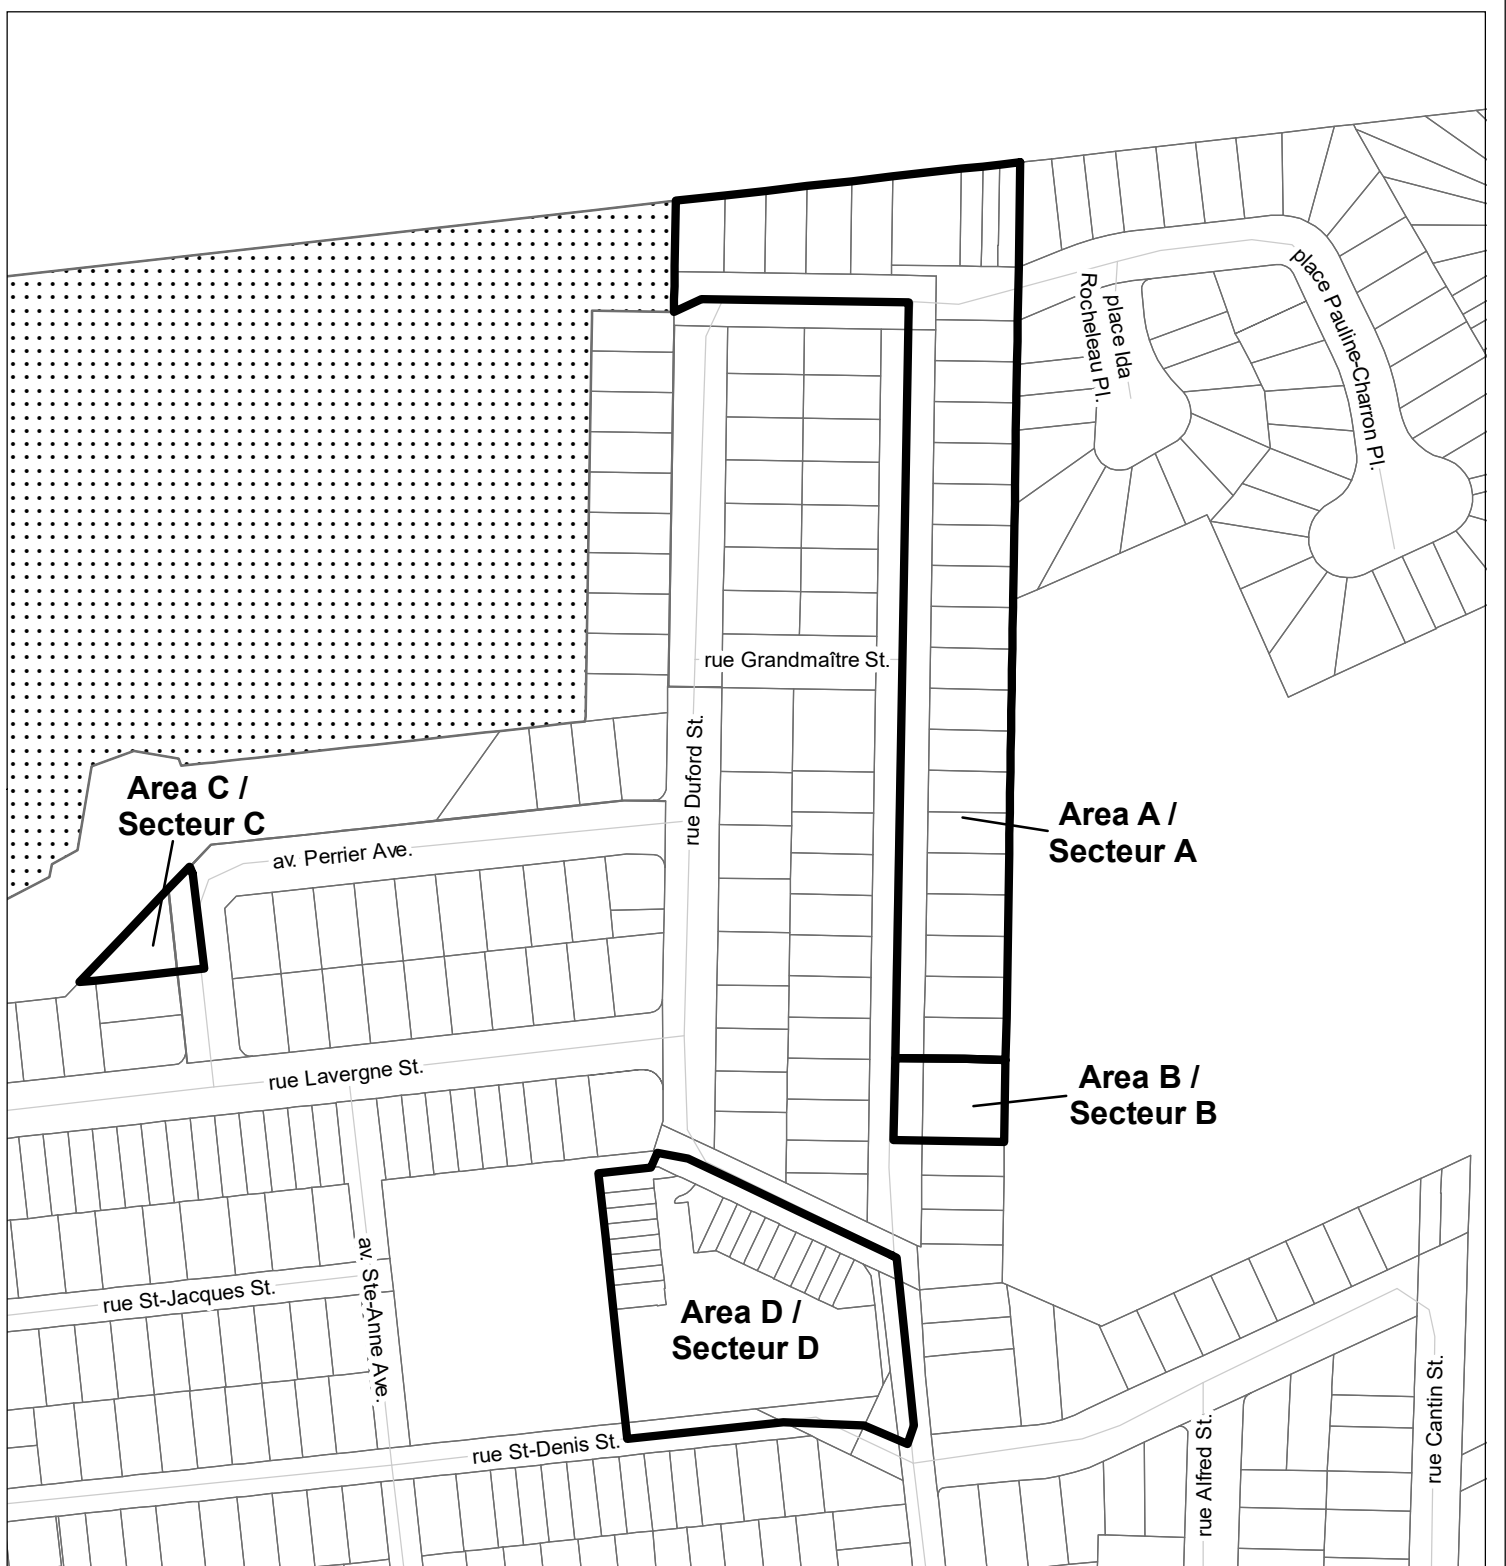 place Pauline-Charron Pl.
place Ida
Rocheleau Pl.
rue Grandmaître St.
rue Duford St.
Area C /
Secteur C
Area A /
Secteur A
av. Perrier Ave.
rue Lavergne St.
Area B /
Secteur B
av. Ste-Anne Ave.
rue St-Jacques St.
Area D /
Secteur D
rue St-Denis St.
rue Alfred St.
rue Cantin St.